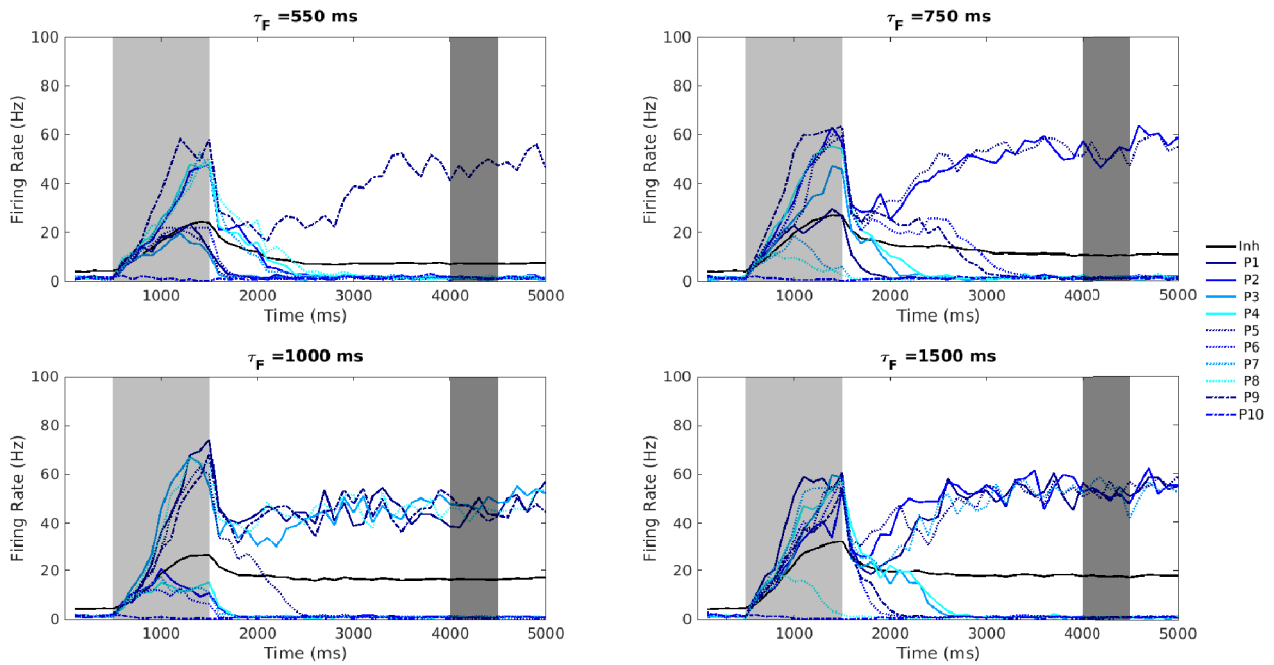 τF =550 ms
100
80
60
40
20
0
Firing Rate (Hz)
1000 2000 3000 4000 5000
Time (ms)
τF =750 ms
100
80
60
40
20
0
Firing Rate (Hz)
1000 2000 3000 4000 5000
Time (ms)
Inh
P1
P2
P3
P4
P5
P6
P7
P8
P9
P10
τF =1000 ms
100
80
60
40
20
0
Firing Rate (Hz)
1000 2000 3000 4000 5000
Time (ms)
τF =1500 ms
100
80
60
40
20
0
Firing Rate (Hz)
1000 2000 3000 4000 5000
Time (ms)